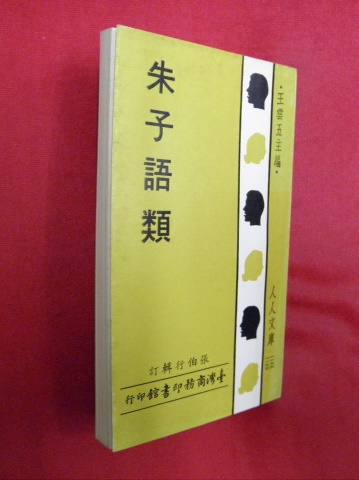 朱子語類
張伯行輯訂
臺灣商務印書館印行
•王雲五主編•
人人文庫